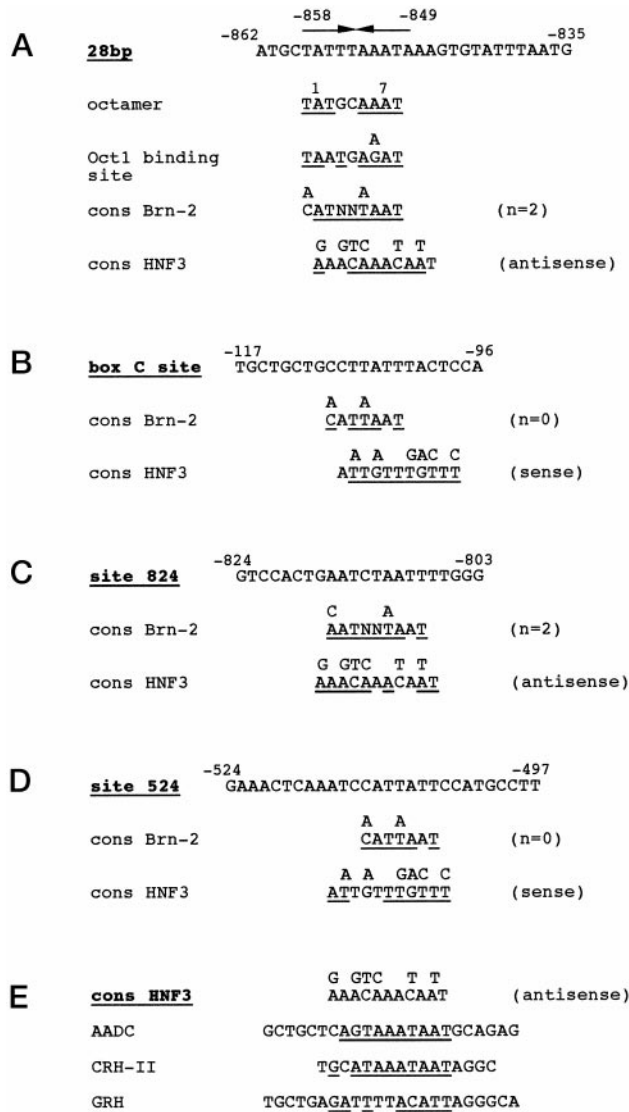 -858 -849
A -862 -835
28bp ATGCTATTTAAATAAAGTGTATTTAATG
1 7
octamer TATGCAAAT
A
Oct1 binding TAATGAGAT
site
A A
cons Brn-2 CATNNTAAT (n=2)
G GTC T T
cons HNF3 AAACAAACAAT (antisense)
B -117 -96
box C site TGCTGCTGCCTTATTTACTCCA
A A
cons Brn-2 CATTAAT (n=0)
A A GAC C
cons HNF3 ATTGTTTGTTT (sense)
C -824 -803
site 824 GTCCACTGAATCTAATTTTGGG
C A
cons Brn-2 AATNNTAAT (n=2)
G GTC T T
cons HNF3 AAACAAACAAT (antisense)
D -524 -497
site 524 GAAACTCAAATCCATTATTCCATGCCTT
A A
cons Brn-2 CATTAAT (n=0)
A A GAC C
cons HNF3 ATTGTTTGTTT (sense)
G GTC T T
E cons HNF3 AAACAAACAAT (antisense)
AADC GCTGCTCAGTAAATAATGCAGAG
CRH-II TGCATAAATAATAGGC
GRH TGCTGAGATTTTACATTAGGGCA